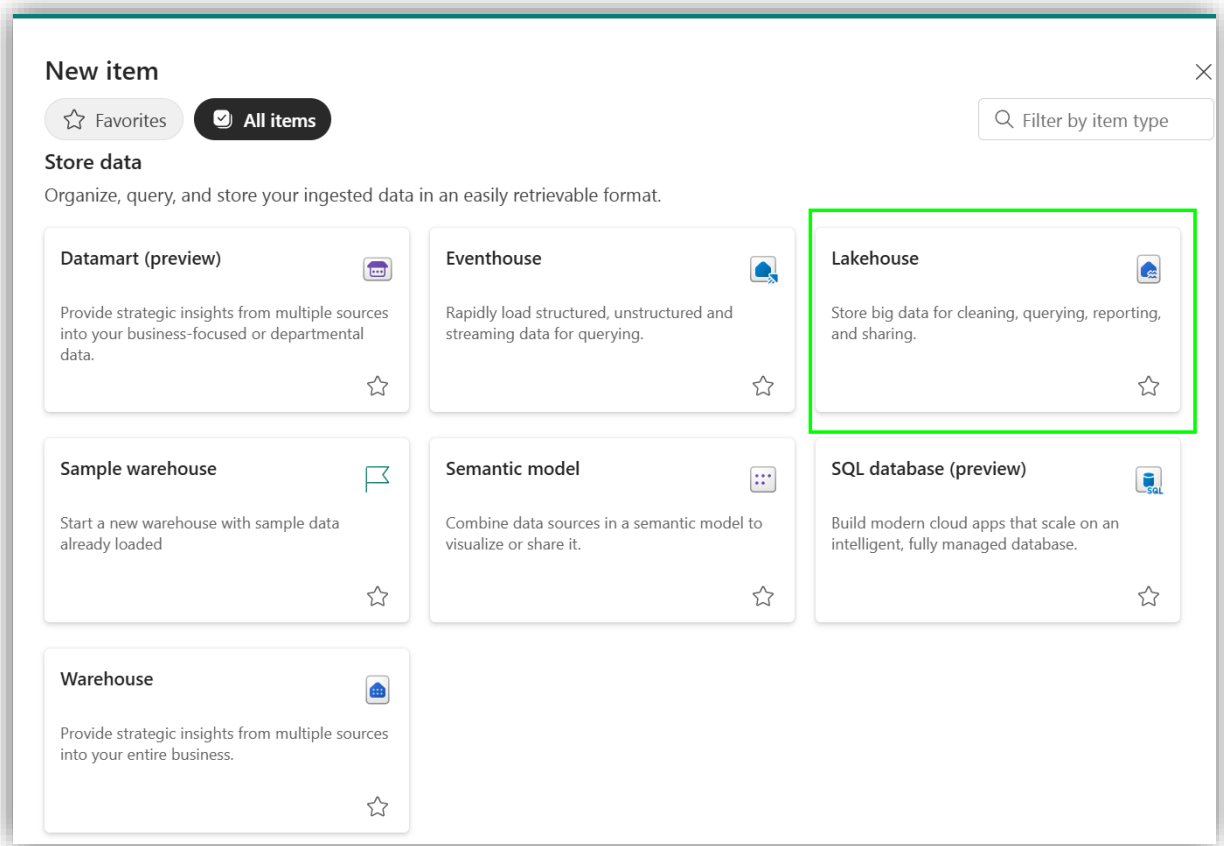 New item
Favorites
All items
Filter by item type
Store data
Organize, query, and store your ingested data in an easily retrievable format.
Datamart (preview)
Provide strategic insights from multiple sources
into your business-focused or departmental
data.
Eventhouse
Rapidly load structured, unstructured and
streaming data for querying.
Lakehouse
Store big data for cleaning, querying, reporting,
and sharing.
Sample warehouse
Start a new warehouse with sample data
already loaded
Semantic model
Combine data sources in a semantic model to
visualize or share it.
SQL database (preview)
SQL
Build modern cloud apps that scale on an
intelligent, fully managed database.
Warehouse
Provide strategic insights from multiple sources
into your entire business.